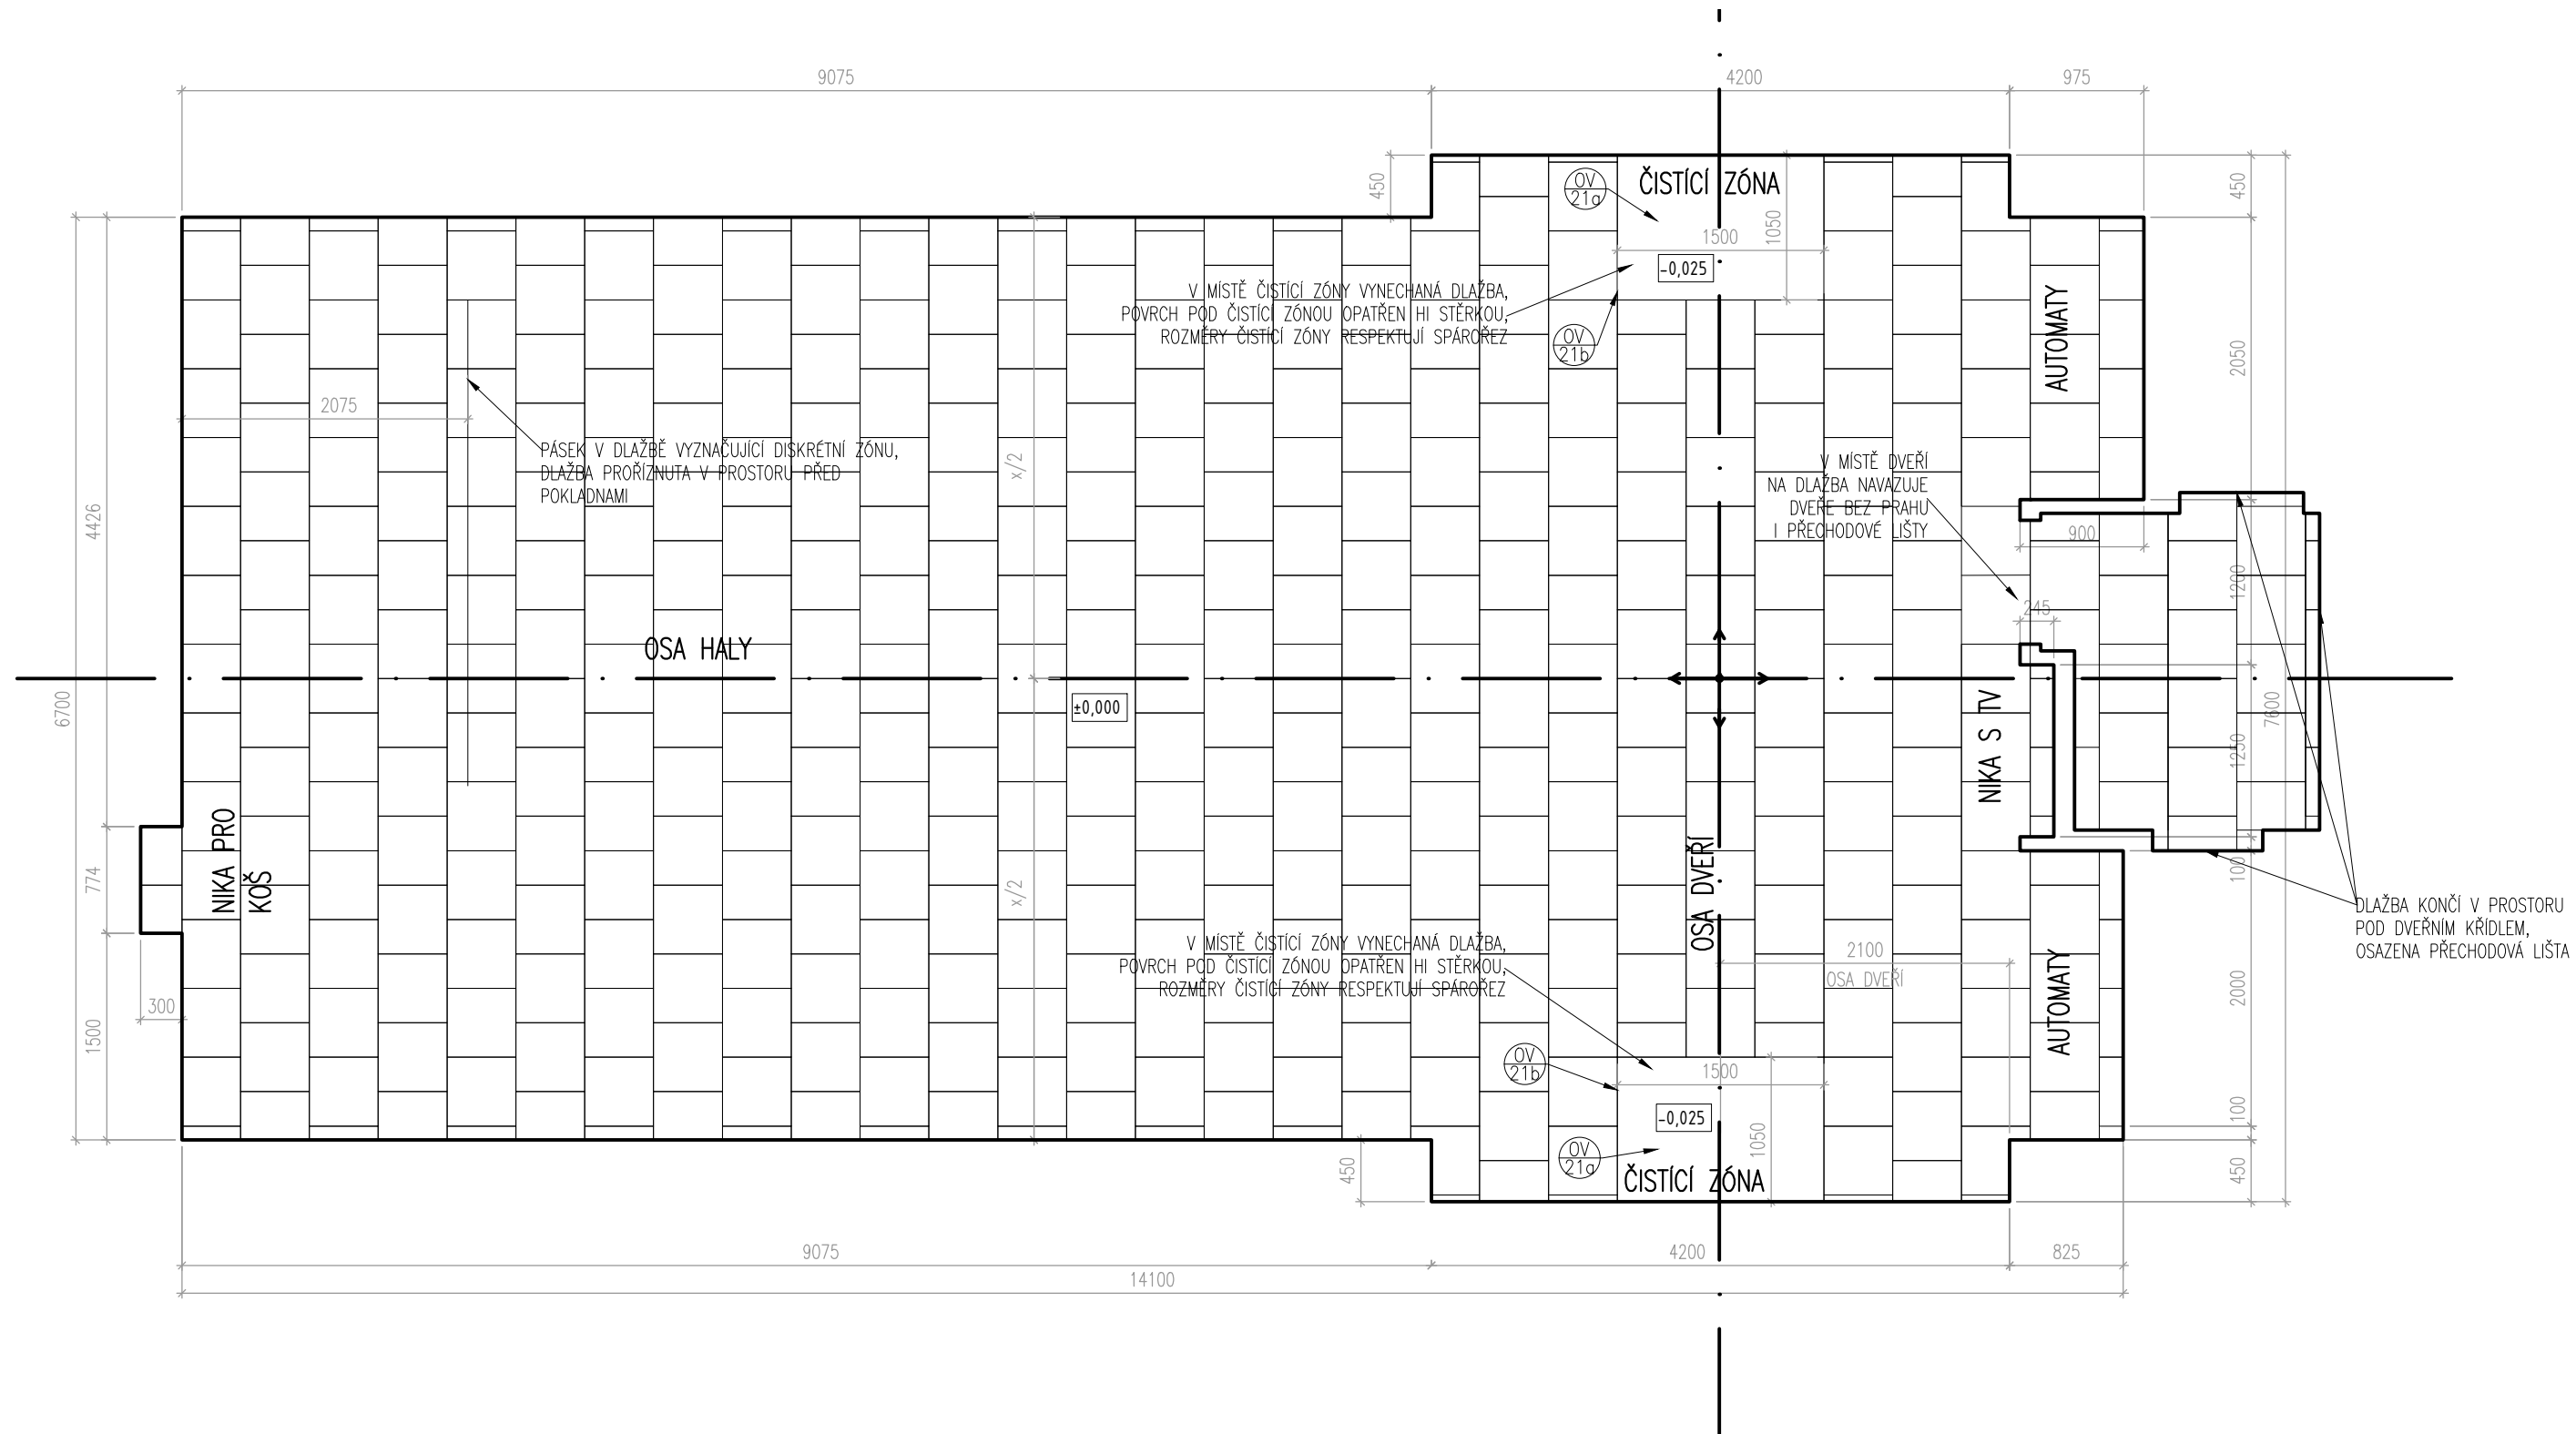 9075
4200
975
450
OV
21a
ČISTÍCÍ ZÓNA
1050
1500
-0,025
450
V MÍSTĚ ČISTÍCÍ ZÓNY VYNECHANÁ DLAŽBA,
POVRCH POD ČISTÍCÍ ZÓNOU OPATŘEN HI STĚRKOU,
ROZMĚRY ČISTÍCÍ ZÓNY RESPEKTUJÍ SPÁROŘEZ
OV
21b
AUTOMATY
2050
2075
PÁSEK V DLAŽBĚ VYZNAČUJÍCÍ DISKRÉTNÍ ZÓNU,
DLAŽBA PROŘÍZNUTA V PROSTORU PŘED
POKLADNAMI
x/2
V MÍSTĚ DVEŘÍ
NA DLAŽBA NAVAZUJE
DVEŘE BEZ PRAHU
I PŘECHODOVÉ LIŠTY
4426
900
1200
245
OSA HALY
6700
±0,000
NIKA S TV
7600
1250
NIKA PRO
KOŠ
774
x/2
OSA DVEŘÍ
100
DLAŽBA KONČÍ V PROSTORU
POD DVEŘNÍM KŘÍDLEM,
OSAZENA PŘECHODOVÁ LIŠTA
V MÍSTĚ ČISTÍCÍ ZÓNY VYNECHANÁ DLAŽBA,
POVRCH POD ČISTÍCÍ ZÓNOU OPATŘEN HI STĚRKOU,
ROZMĚRY ČISTÍCÍ ZÓNY RESPEKTUJÍ SPÁROŘEZ
2100
OSA DVEŘÍ
AUTOMATY
2000
300
1500
OV
21b
1500
-0,025
1050
100
OV
21a
ČISTÍCÍ ZÓNA
450
450
9075
4200
825
14100